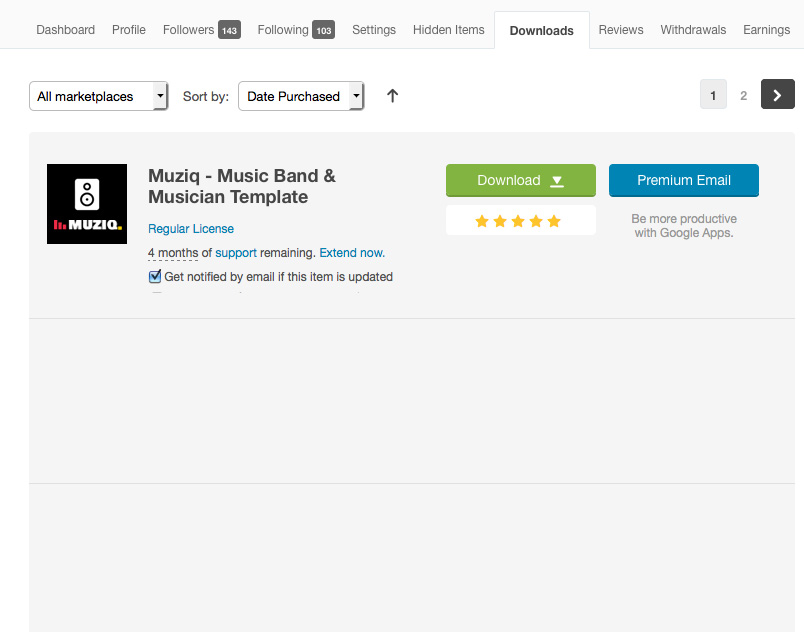 Dashboard Profile Followers 143 Following 103 Settings Hidden Items Downloads Reviews Withdrawals Earnings
All marketplaces Sort by: Date Purchased 1 2
MUZIQ.
Muziq - Music Band &
Musician Template
Regular License
4 months of support remaining. Extend now.
Get notified by email if this item is updated
Download Premium Email
Be more productive
with Google Apps.